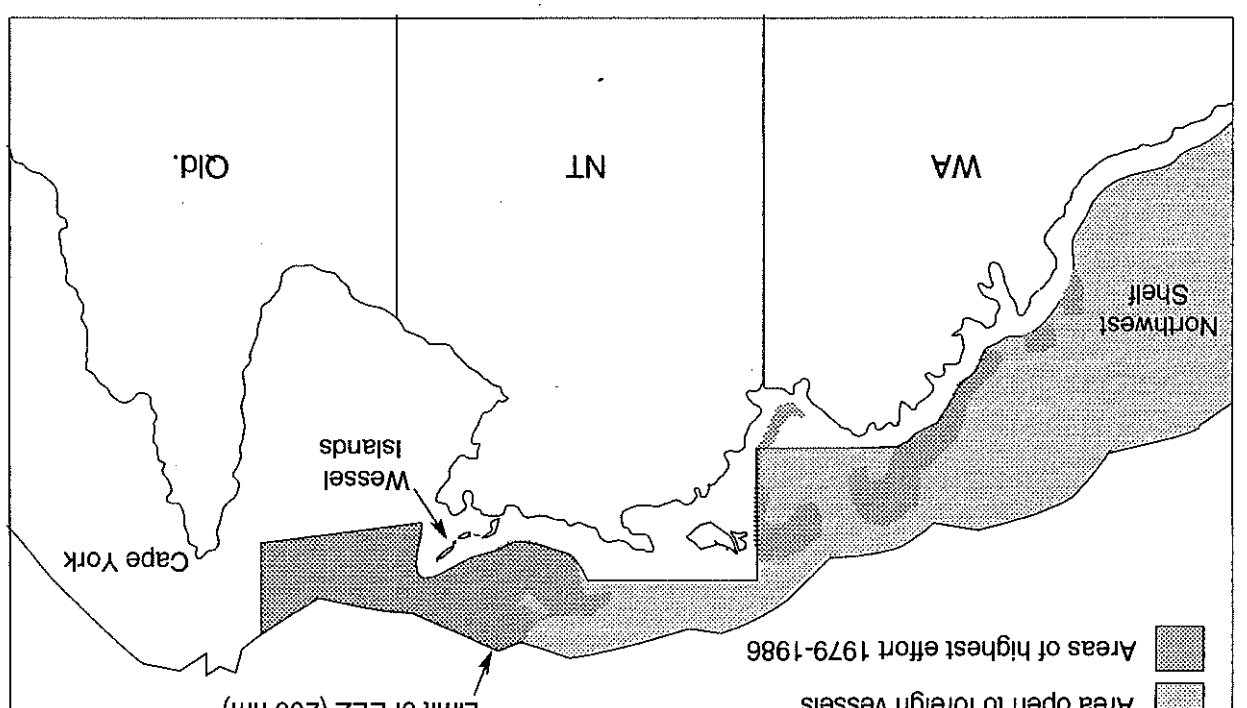 Area open to foreign vessels
Areas of highest effort 1979-1986
Limit of EEZ (200 nm)
Cape York
Wessel
Islands
Northwest
Shelf
WA
NT
Qld.